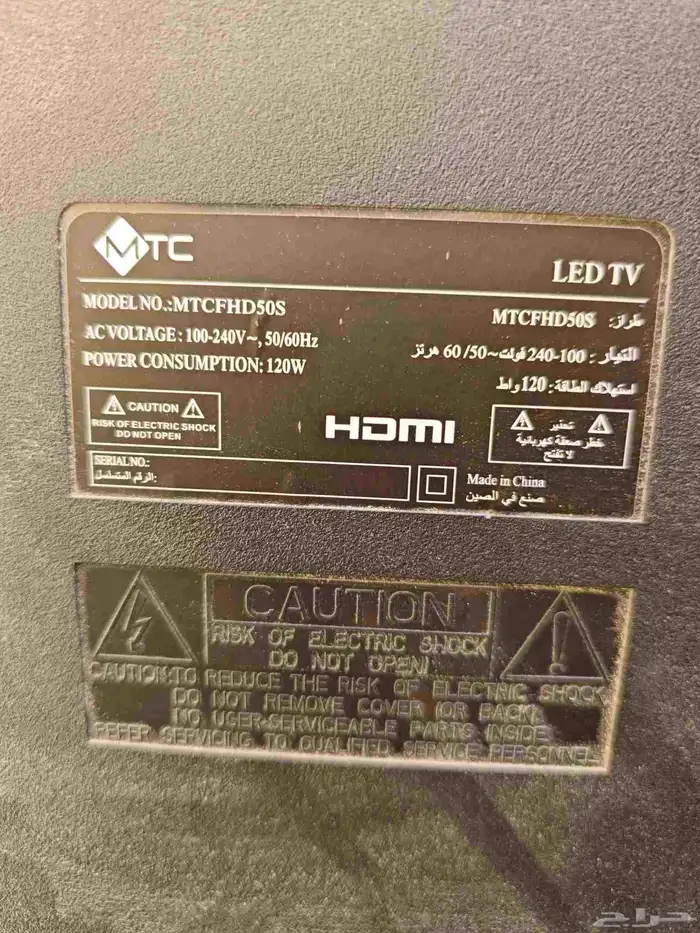 MTC
LED TV
MODEL NO.:MTCFHD50S
AC VOLTAGE : 100-240V~, 50/60Hz
POWER CONSUMPTION: 120W
طراز: MTCFHD50S
التيار : 100-240 فولت~50/ 60 هرتز
استهلاك الطاقة: 120 واط
CAUTION
RISK OF ELECTRIC SHOCK
DO NOT OPEN
HDMI
تحذير
خطر صعقة كهربائية
لا تفتح
SERIAL NO.:
الرقم المتسلسل:
Made in China
صنع في الصين
CAUTION
RISK OF ELECTRIC SHOCK
DO NOT OPEN!
CAUTION:TO REDUCE THE RISK OF ELECTRIC SHOCK
DO NOT REMOVE COVER (OR BACK).
NO USER-SERVICEABLE PARTS INSIDE.
REFER SERVICING TO QUALIFIED SERVICE PERSONNEL
حراج